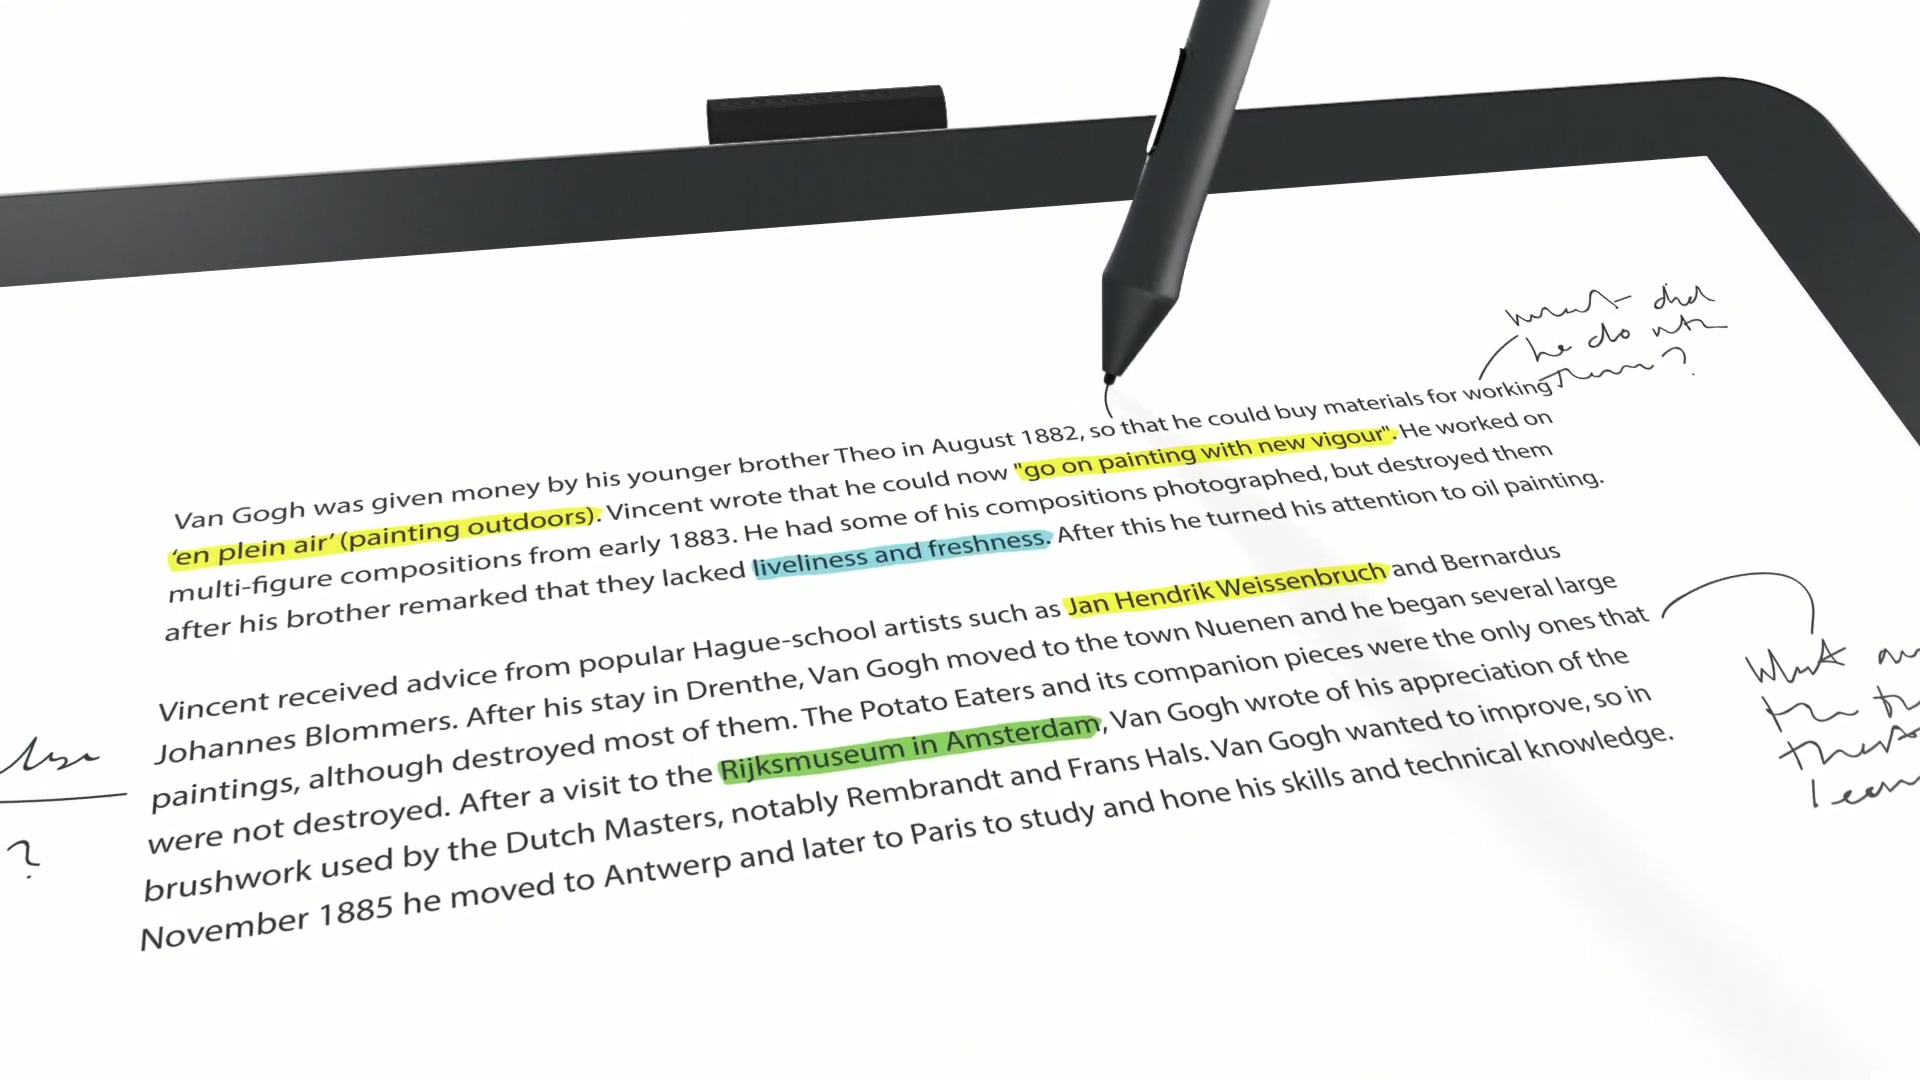 what did
he do with
them?
Van Gogh was given money by his younger brother Theo in August 1882, so that he could buy materials for working
‘en plein air’ (painting outdoors). Vincent wrote that he could now "go on painting with new vigour". He worked on
multi-figure compositions from early 1883. He had some of his compositions photographed, but destroyed them
after his brother remarked that they lacked liveliness and freshness. After this he turned his attention to oil painting.
Vincent received advice from popular Hague-school artists such as Jan Hendrik Weissenbruch and Bernardus
Johannes Blommers. After his stay in Drenthe, Van Gogh moved to the town Nuenen and he began several large
paintings, although destroyed most of them. The Potato Eaters and its companion pieces were the only ones that
were not destroyed. After a visit to the Rijksmuseum in Amsterdam, Van Gogh wrote of his appreciation of the
brushwork used by the Dutch Masters, notably Rembrandt and Frans Hals. Van Gogh wanted to improve, so in
November 1885 he moved to Antwerp and later to Paris to study and hone his skills and technical knowledge.
?
What